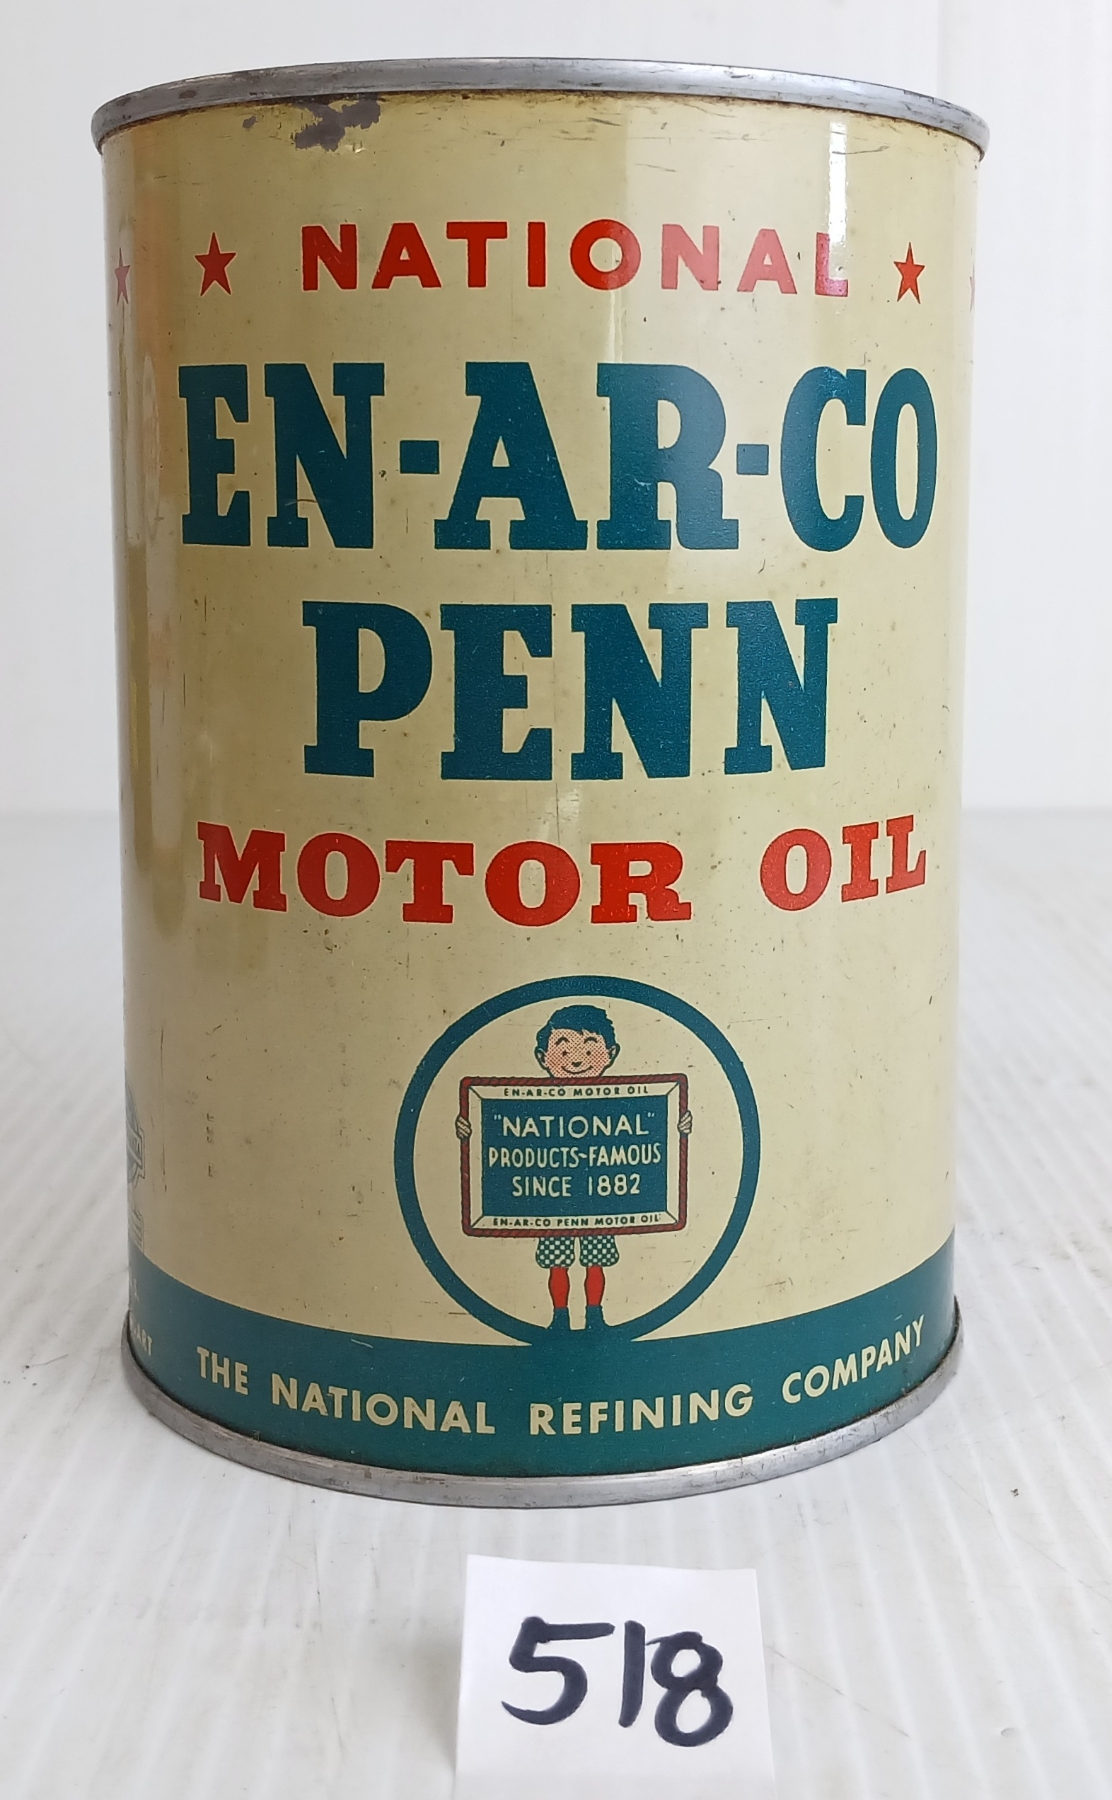 NATIONAL
EN-AR-CO
PENN
MOTOR OIL
EN-AR-CO MOTOR OIL
"NATIONAL"
PRODUCTS~FAMOUS
SINCE 1882
EN-AR-CO PENN MOTOR OIL
THE NATIONAL REFINING COMPANY
518